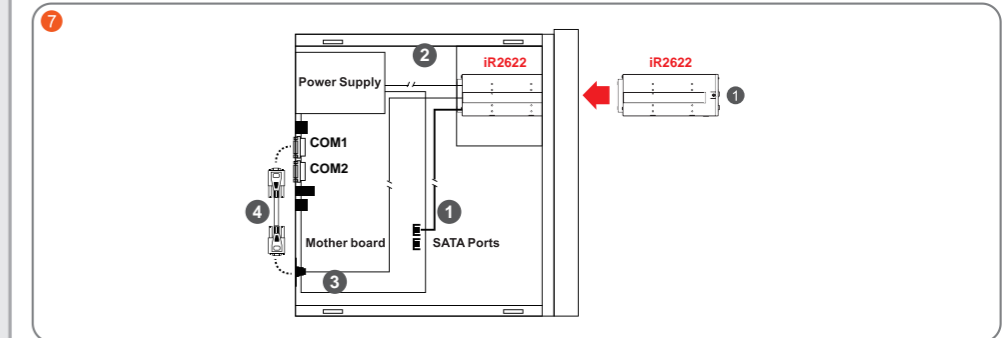 7
2
iR2622
iR2622
Power Supply
1
COM1
COM2
4
1
Mother board
SATA Ports
3